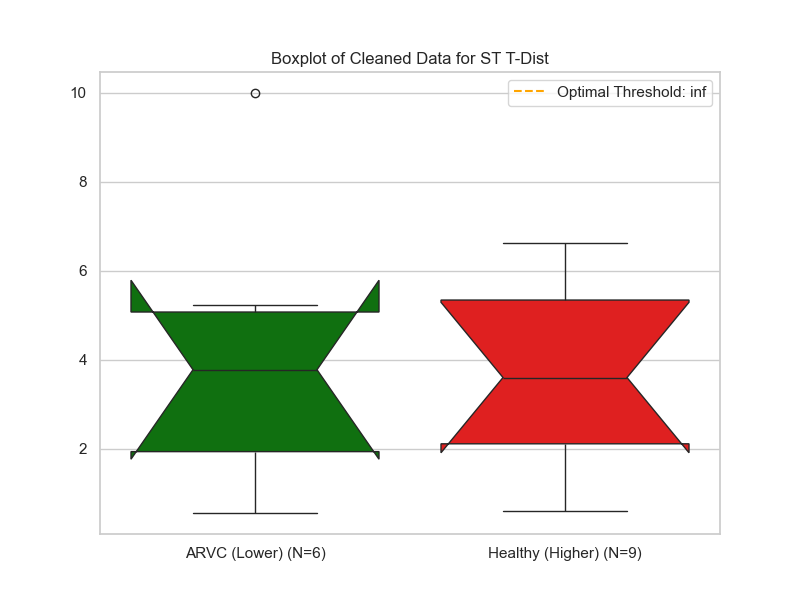 Boxplot of Cleaned Data for ST T-Dist
Optimal Threshold: inf
10
8
6
4
2
ARVC (Lower) (N=6)
Healthy (Higher) (N=9)